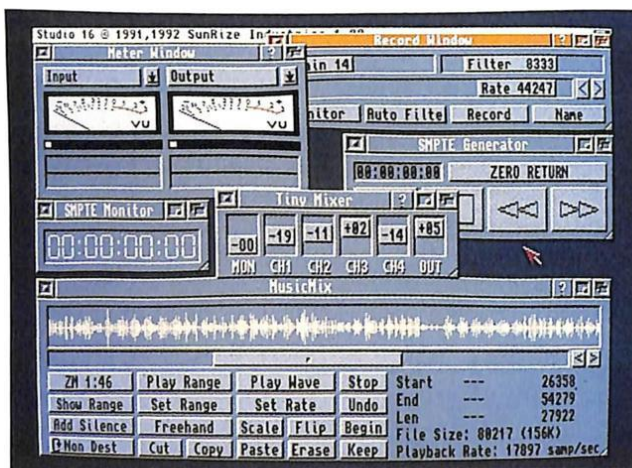 Studio 16 © 1991,1992 SunRize
Meter Window ?
Record Window
Input
Output
VU
VU
in 14
Filter 8333
Rate 44247
Auto Filte
Record
Name
SMPTE Generator
00:00:00:00
ZERO RETURN
SMPTE Monitor
00:00:00:00
Tiny Mixer ?
-00 -19 -11 +02 -14 +05
MON CH1 CH2 CH3 CH4 OUT
MusicMix ?
ZM 1:46 Play Range Play Wave Stop
Show Range Set Range Set Rate Undo
Add Silence Freehand Scale Flip Begin
Non Dest Cut Copy Paste Erase Keep
Start --- 26358
End --- 54279
Len --- 27922
File Size: 80217 (156K)
Playback Rate: 17897 samp/sec